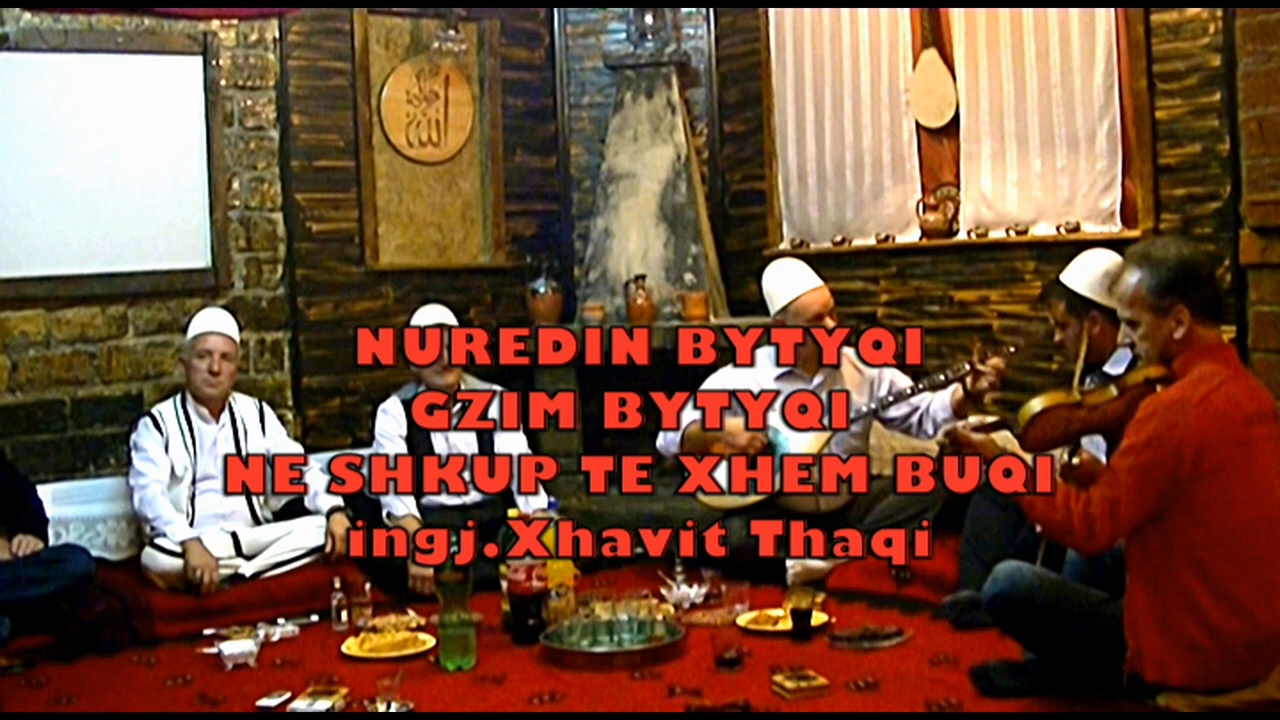 NUREDIN BYTYQI
GZIM BYTYQI
NE SHKUP TE XHEM BUQI
ingj.Xhavit Thaqi